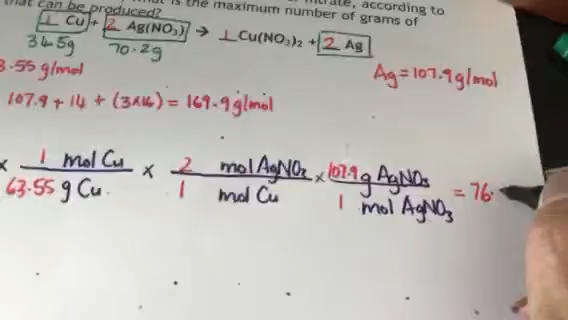 that can be produced? is the maximum number of grams of
nitrate, according to
1 Cu + 2 Ag(NO3) → 1 Cu(NO3)2 + 2 Ag
34.5g 70.2g
3.55 g/mol
Ag = 107.9 g/mol
107.9 + 14 + (3×16) = 169.9 g/mol
× 1 mol Cu / 63.55 g Cu × 2 mol AgNO3 / 1 mol Cu × 107.9 g AgNO3 / 1 mol AgNO3 = 76.